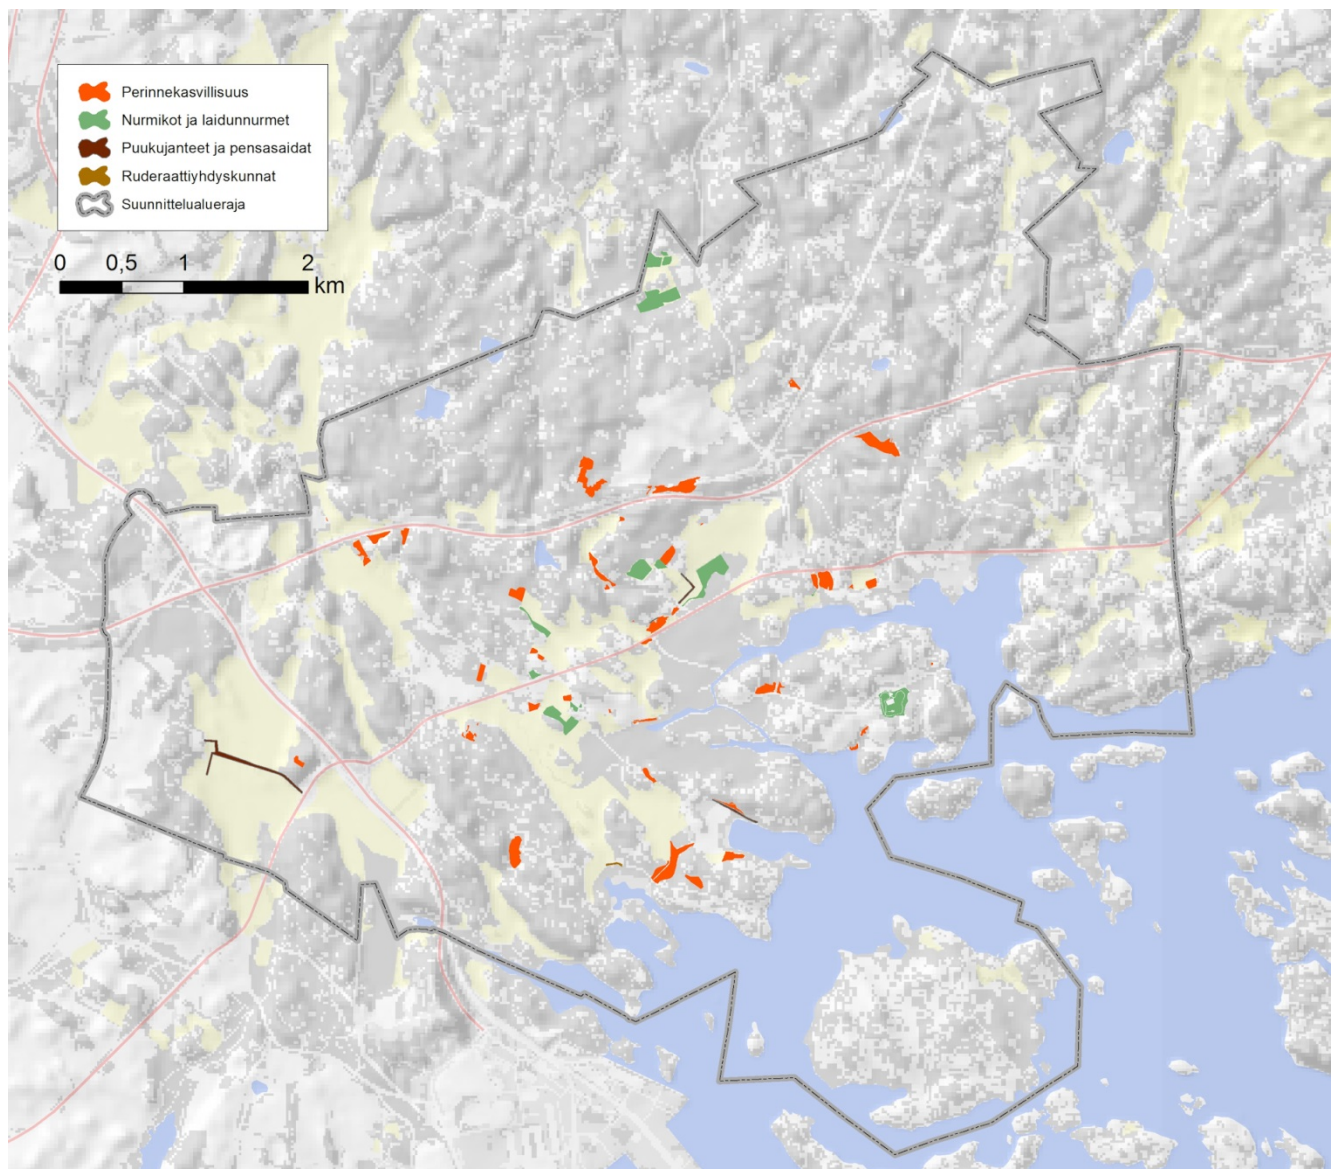 Perinnekasvillisuus
Nurmikot ja laidunnurmet
Puukujanteet ja pensasaidat
Ruderaattiyhdyskunnat
Suunnittelualueraja
0 0,5 1 2
km